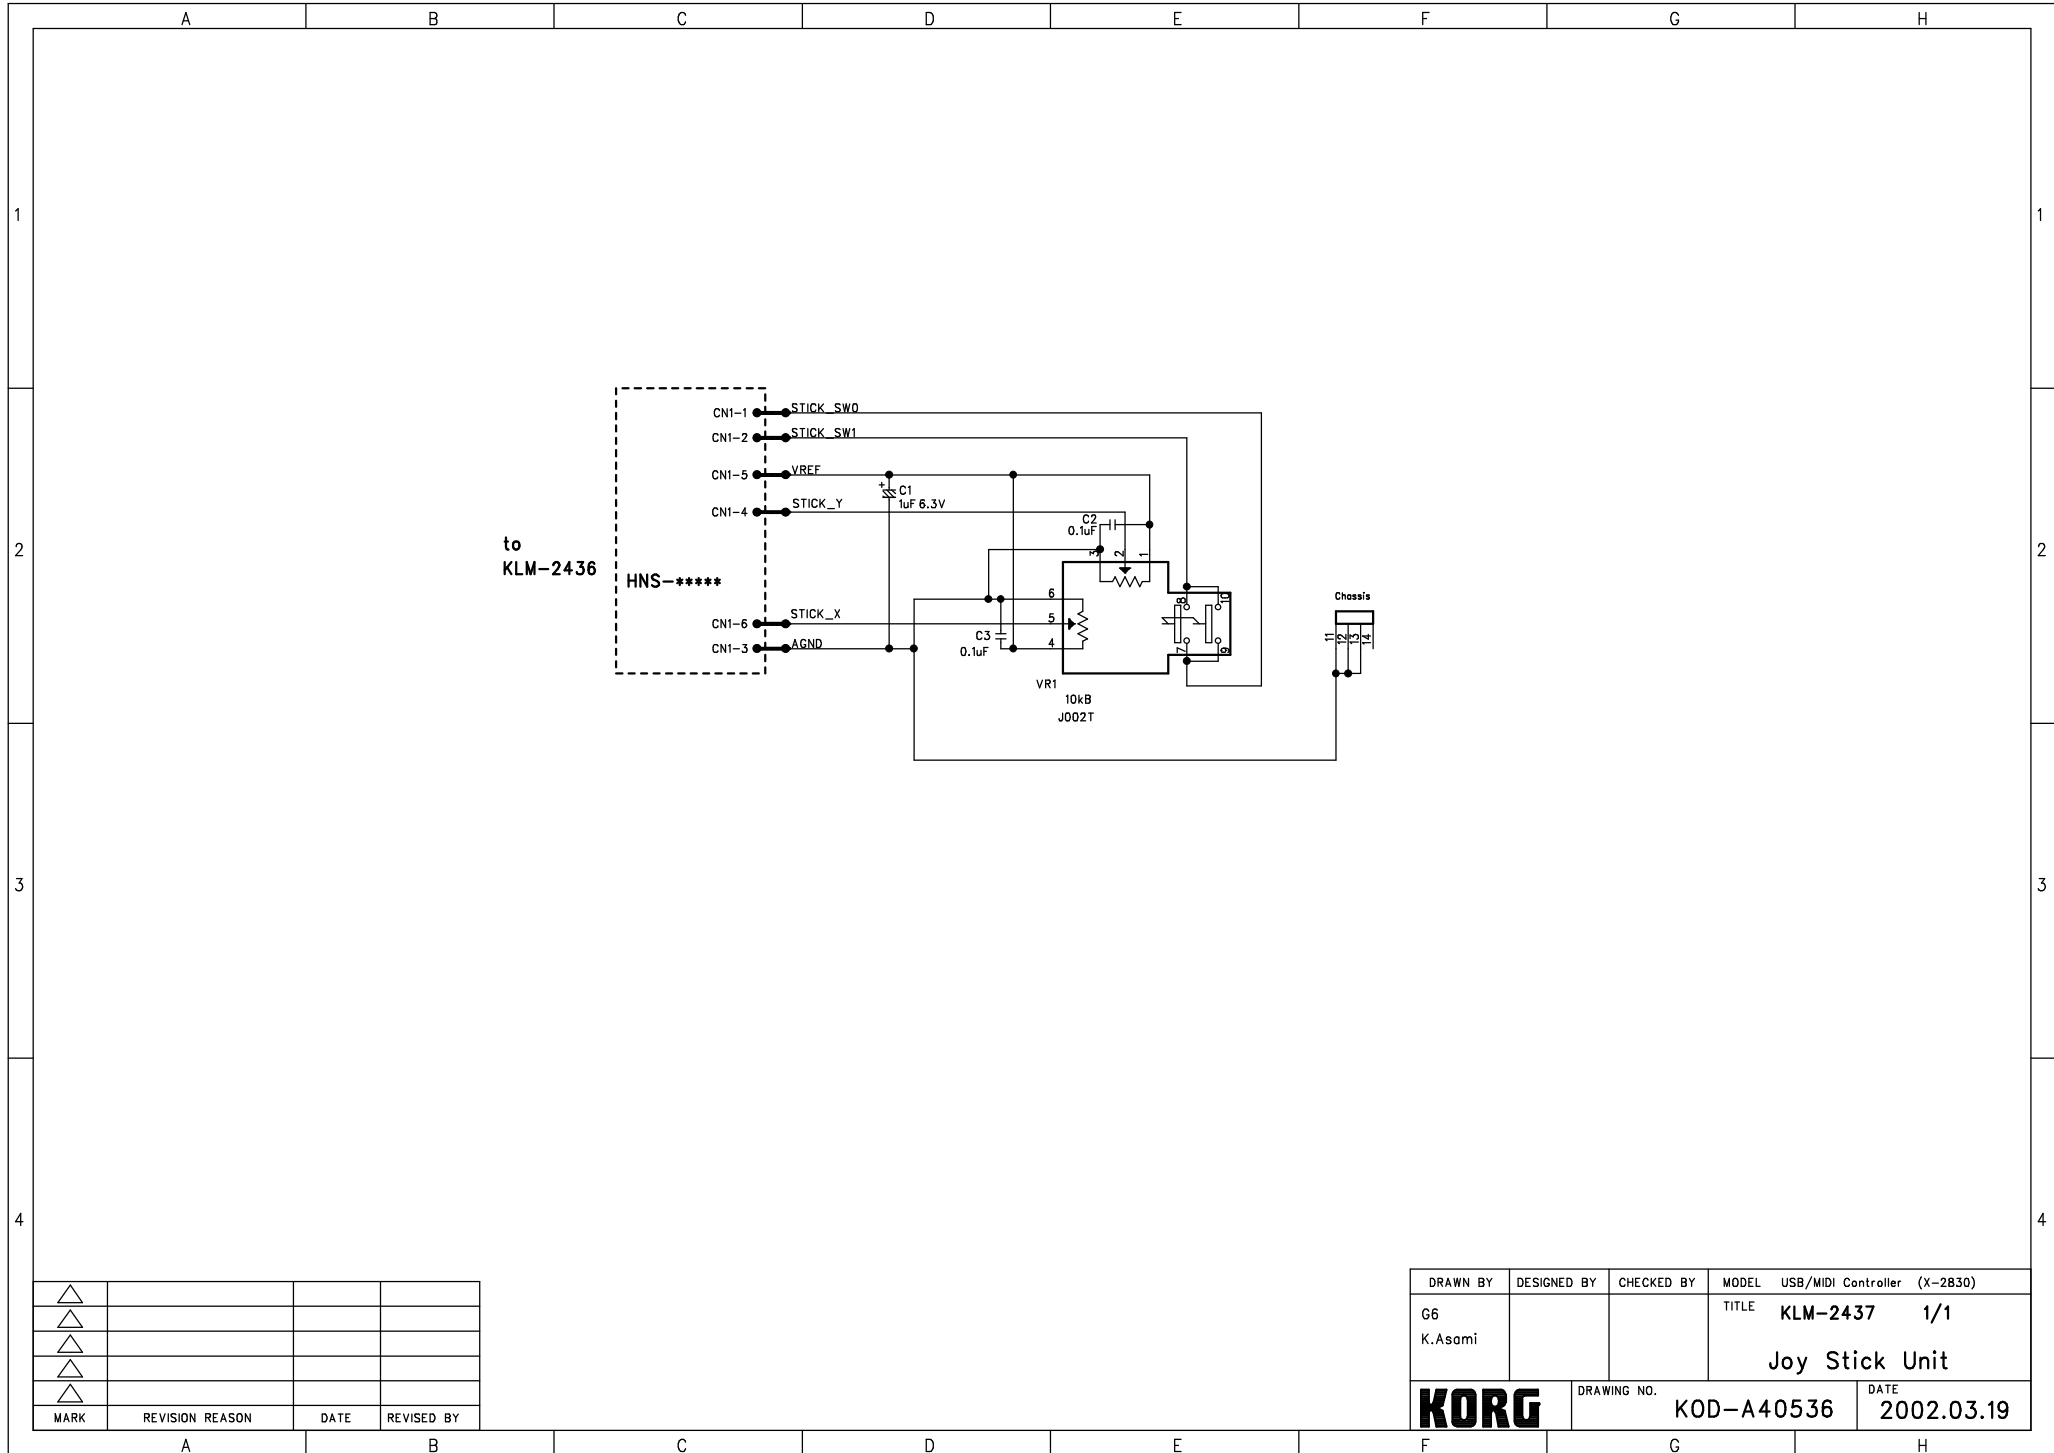 A B C D E F G H
1 1
CN1-1 STICK_SW0
CN1-2 STICK_SW1
CN1-5 VREF
+ C1
1uF 6.3V
CN1-4 STICK_Y
C2
0.1uF
to
KLM-2436
2 2
3 2 1
HNS-*****
6
8 10
Chassis
CN1-6 STICK_X
5
C3
0.1uF
4
CN1-3 AGND
7 9
11 12 13 14
VR1
10kB
J002T
3 3
4 4
MARK REVISION REASON DATE REVISED BY
DRAWN BY DESIGNED BY CHECKED BY MODEL USB/MIDI Controller (X-2830)
G6
K.Asami
TITLE KLM-2437 1/1
Joy Stick Unit
KORG
DRAWING NO. KOD-A40536
DATE 2002.03.19
A B C D E F G H